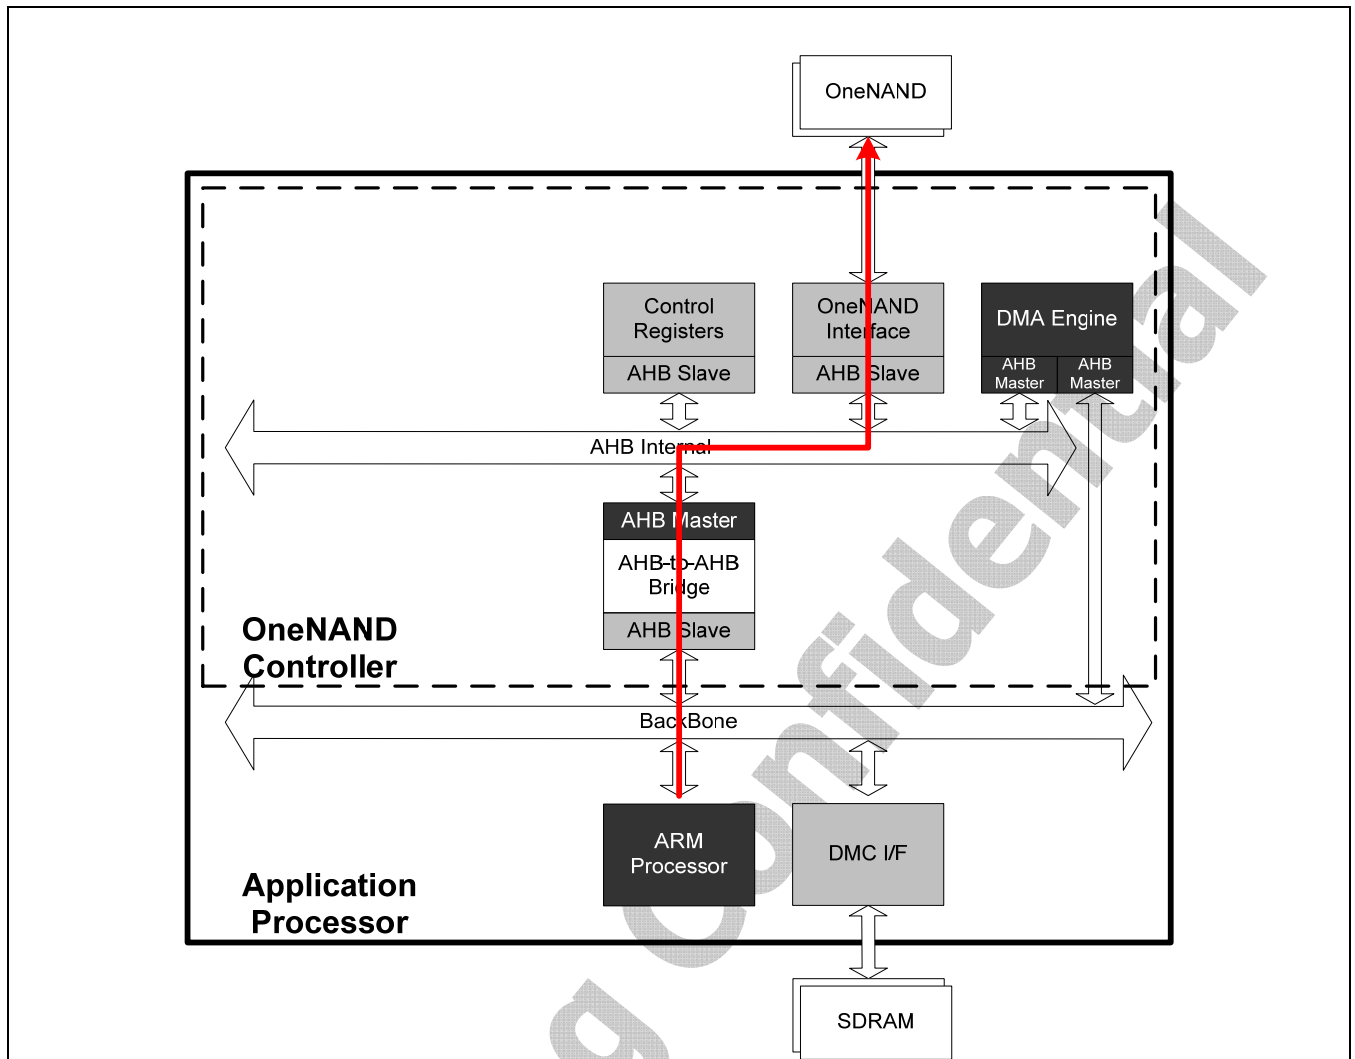 OneNAND
Control
Registers
AHB Slave
OneNAND
Interface
AHB Slave
DMA Engine
AHB
Master
AHB
Master
AHB Internal
AHB Master
AHB-to-AHB
Bridge
AHB Slave
OneNAND
Controller
BackBone
ARM
Processor
DMC I/F
Application
Processor
SDRAM
g Confidential